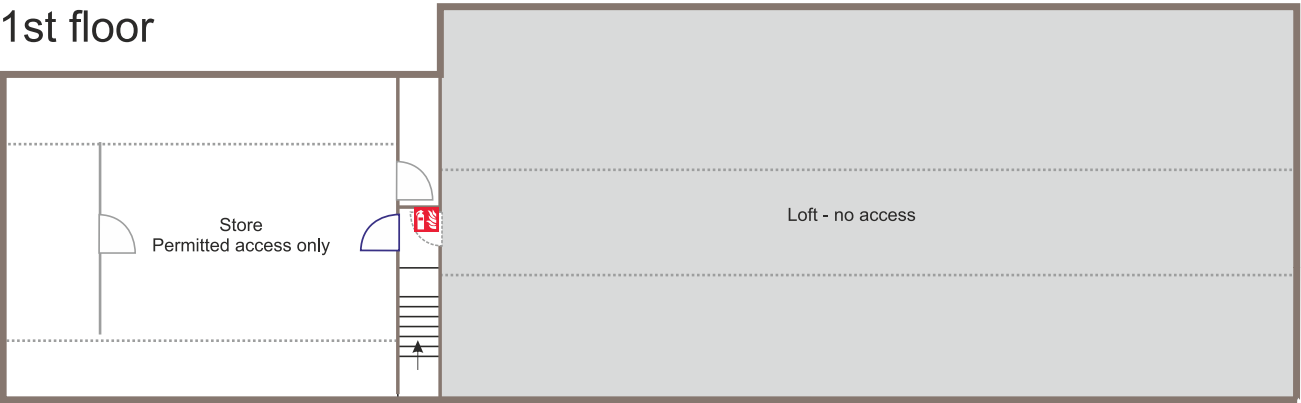 1st floor
Store
Permitted access only
Loft - no access